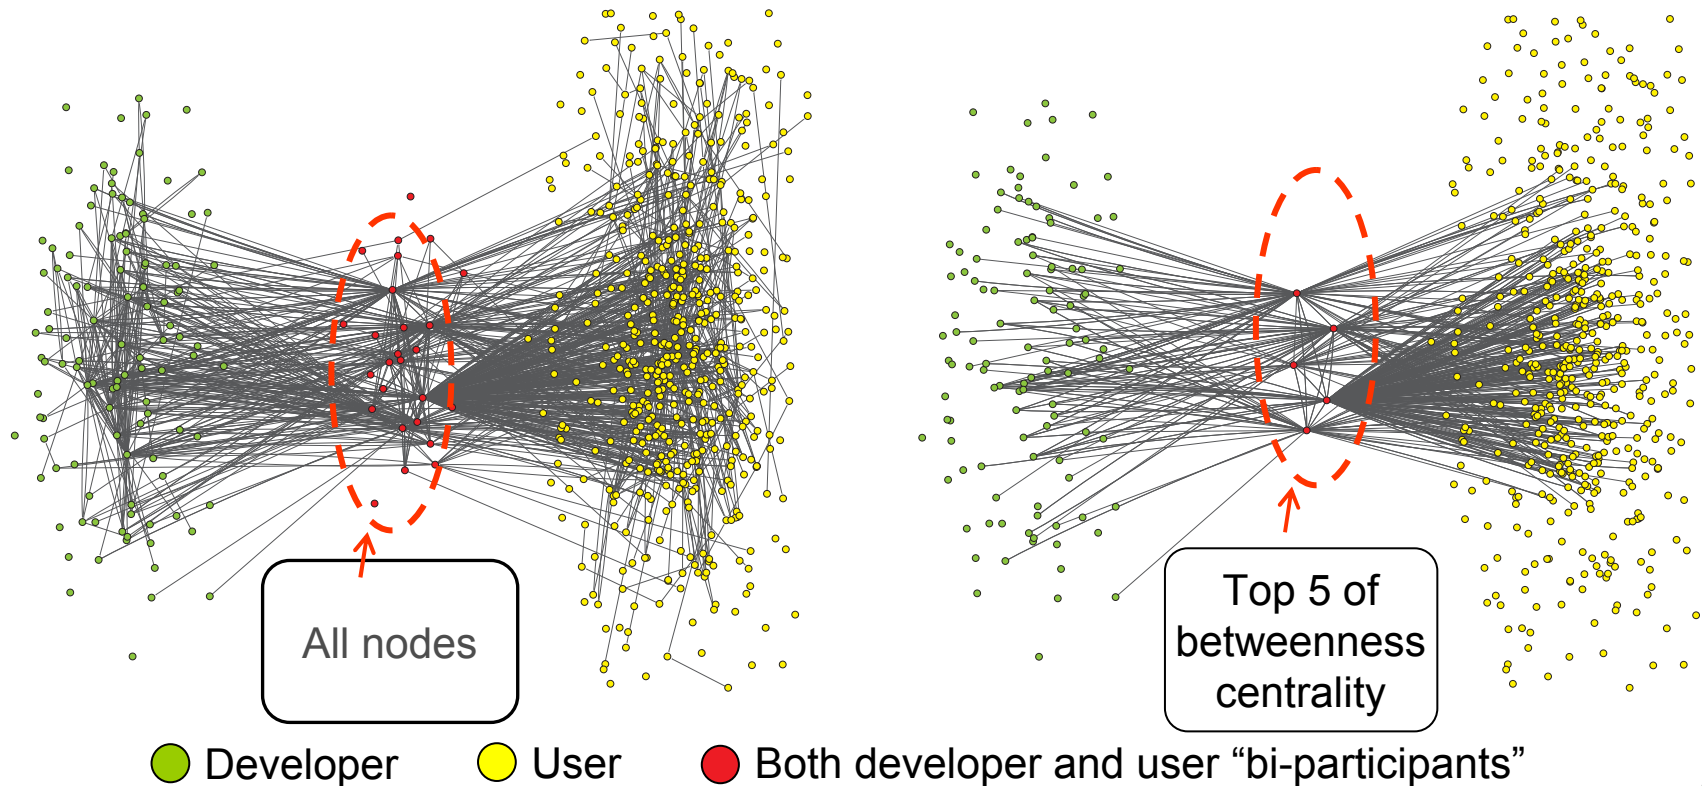 All nodes
Top 5 of
betweenness
centrality
Developer
User
Both developer and user “bi-participants”